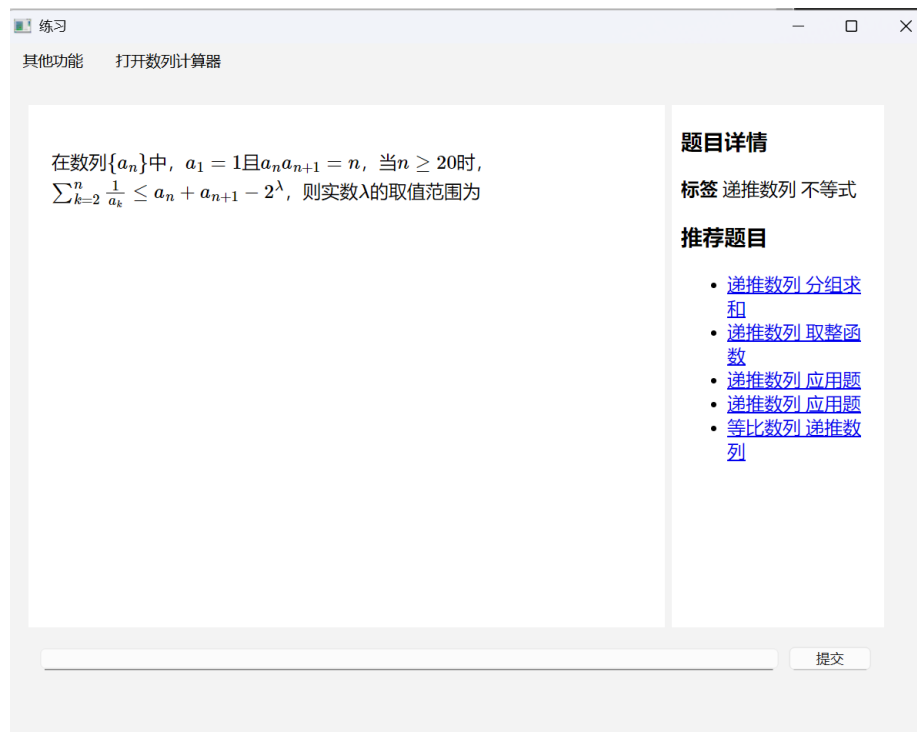 练习
其他功能 打开数列计算器
在数列{aₙ}中，a₁ = 1且aₙaₙ₊₁ = n，当n ≥ 20时，
∑ₖ₌₂ⁿ 1/aₖ ≤ aₙ + aₙ₊₁ − 2^λ，则实数λ的取值范围为
题目详情
标签 递推数列 不等式
推荐题目
• 递推数列 分组求
和
• 递推数列 取整函
数
• 递推数列 应用题
• 递推数列 应用题
• 等比数列 递推数
列
提交